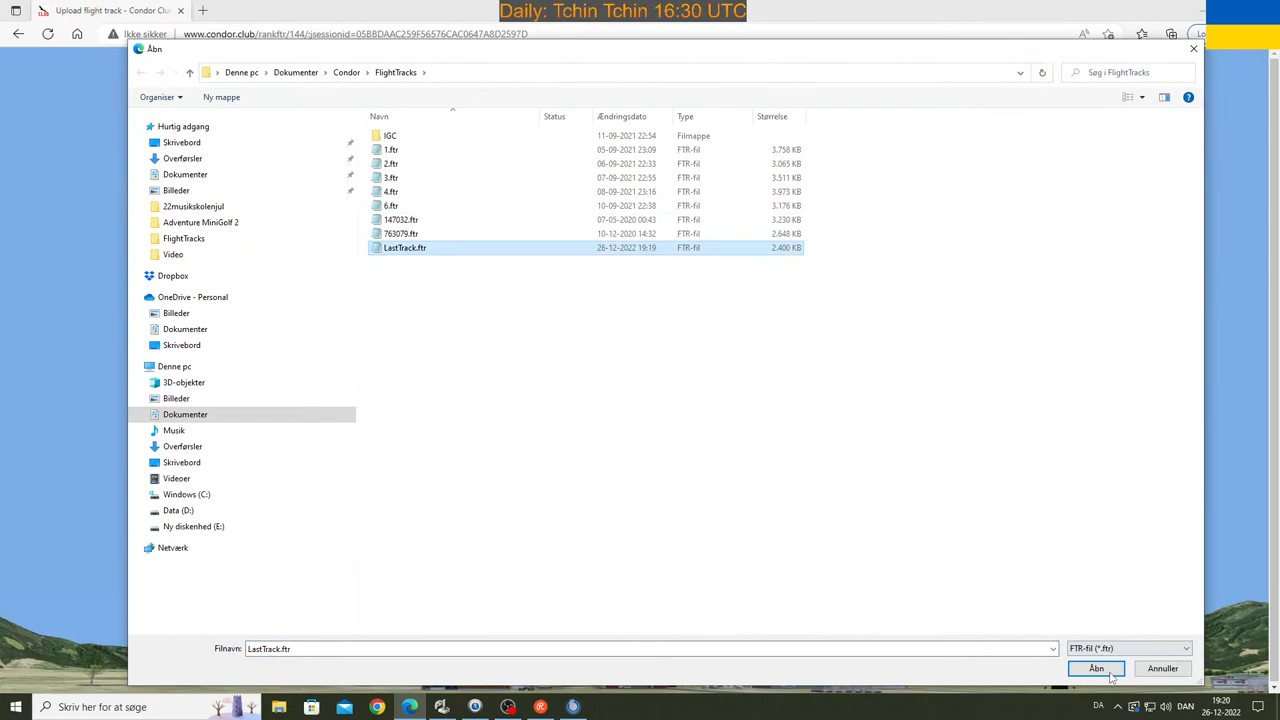 Daily: Tchin Tchin 16:30 UTC
Upload flight track - Condor Clu
Ikke sikker
www.condor.club/rankftr/144/;jsessionid=05BBDAAC259F56576CAC0647A8D2597D
Åbn
Denne pc > Dokumenter > Condor > FlightTracks >
Søg i FlightTracks
Organiser
Ny mappe
Navn Status Ændringsdato Type Størrelse
IGC 11-09-2021 22:54 Filmappe
1.ftr 05-09-2021 23:09 FTR-fil 3.758 KB
2.ftr 06-09-2021 22:33 FTR-fil 3.065 KB
3.ftr 07-09-2021 22:55 FTR-fil 3.511 KB
4.ftr 08-09-2021 23:16 FTR-fil 3.973 KB
6.ftr 10-09-2021 22:38 FTR-fil 3.176 KB
147032.ftr 07-05-2020 00:43 FTR-fil 3.230 KB
763079.ftr 10-12-2020 14:32 FTR-fil 2.648 KB
LastTrack.ftr 26-12-2022 19:19 FTR-fil 2.400 KB
Hurtig adgang
Skrivebord
Overførsler
Dokumenter
Billeder
22musikskolenjul
Adventure MiniGolf 2
FlightTracks
Video
Dropbox
OneDrive - Personal
Billeder
Dokumenter
Skrivebord
Denne pc
3D-objekter
Billeder
Dokumenter
Musik
Overførsler
Skrivebord
Videoer
Windows (C:)
Data (D:)
Ny diskenhed (E:)
Netværk
Filnavn: LastTrack.ftr
FTR-fil (*.ftr)
Åbn
Annuller
Skriv her for at søge
DA
DAN
19:20
26-12-2022